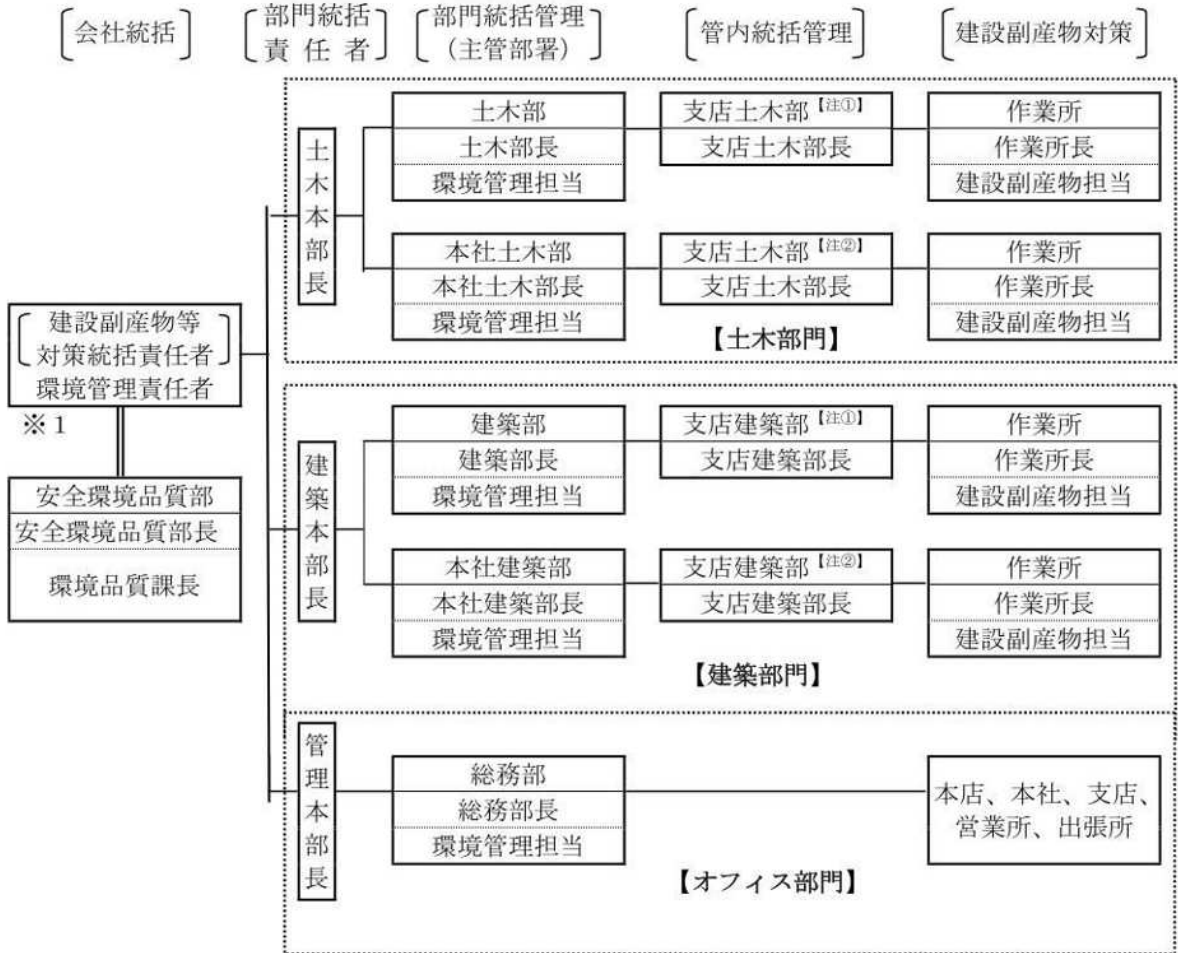 会社統括
部門統括
責任者
部門統括管理
(主管部署)
管内統括管理
建設副産物対策
土木本部長
土木部
土木部長
環境管理担当
支店土木部【注①】
支店土木部長
作業所
作業所長
建設副産物担当
本社土木部
本社土木部長
環境管理担当
支店土木部【注②】
支店土木部長
作業所
作業所長
建設副産物担当
【土木部門】
建設副産物等
対策統括責任者
環境管理責任者
※1
安全環境品質部
安全環境品質部長
環境品質課長
建築本部長
建築部
建築部長
環境管理担当
支店建築部【注①】
支店建築部長
作業所
作業所長
建設副産物担当
本社建築部
本社建築部長
環境管理担当
支店建築部【注②】
支店建築部長
作業所
作業所長
建設副産物担当
【建築部門】
管理本部長
総務部
総務部長
環境管理担当
本店、本社、支店、
営業所、出張所
【オフィス部門】